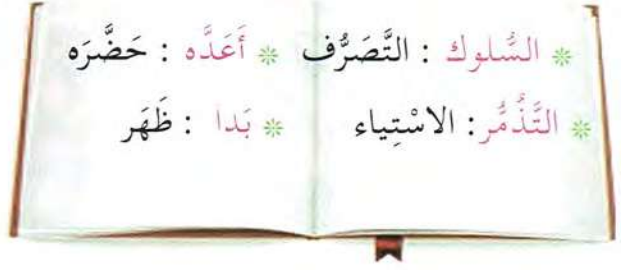 * السُّلوك : التَّصَرُّف * أَعَدَّه : حَضَّرَه
* التَّذَمُّر : الاسْتِياء * بَدا : ظَهَر